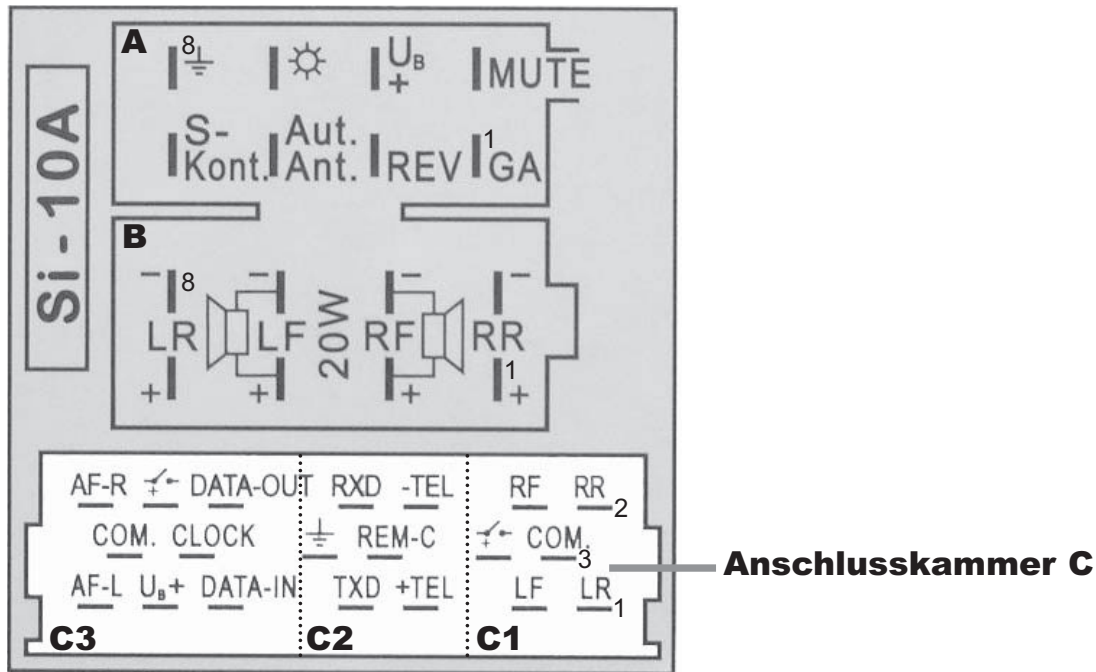 Si-10A
A
8 ⏚ ☼ UB + MUTE
S-Kont. Aut. Ant. REV 1 GA
B
- 8 - - -
LR LF 20W RF RR
+ + + 1 +
AF-R + DATA-OUT RXD -TEL RF RR 2
COM. CLOCK ⏚ REM-C + COM. 3
Anschlusskammer C
AF-L UB+ DATA-IN TXD +TEL LF LR 1
C3 C2 C1